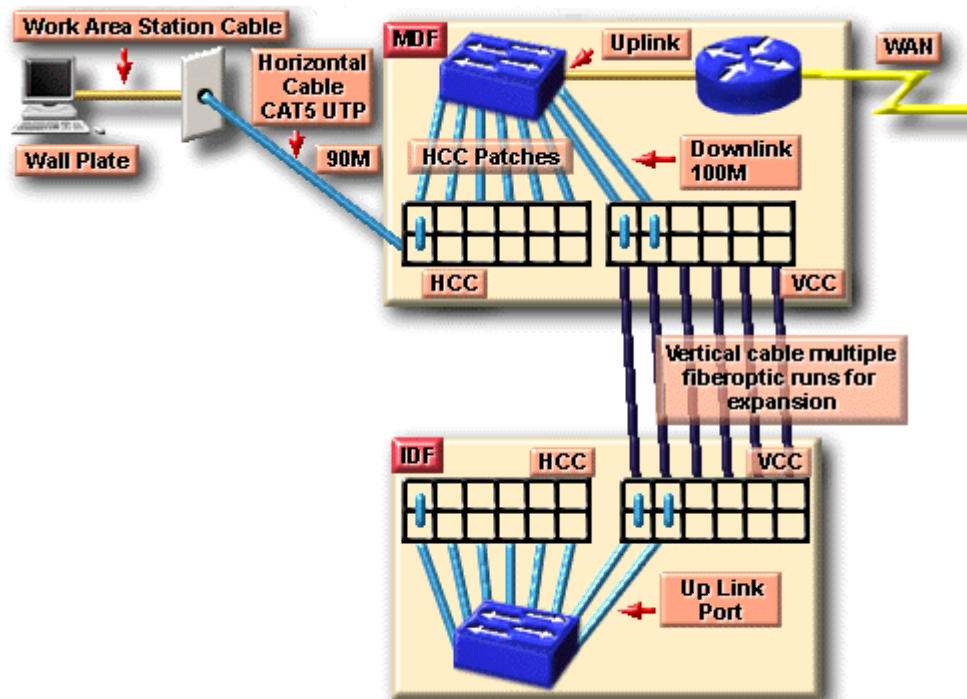 Work Area Station Cable
MDF
Uplink
WAN
Horizontal
Cable
CAT5 UTP
Wall Plate
90M
HCC Patches
Downlink
100M
HCC
VCC
Vertical cable multiple
fiberoptic runs for
expansion
IDF
HCC
VCC
Up Link
Port